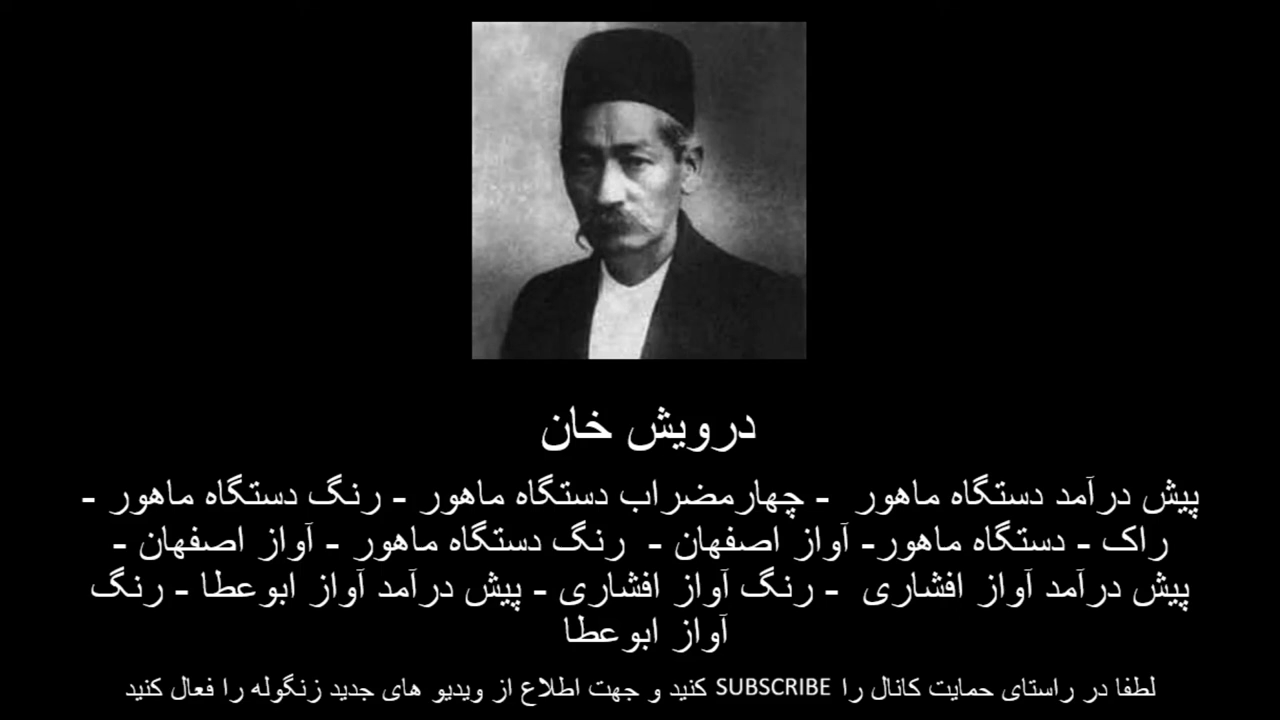 درویش خان
پیش درآمد دستگاه ماهور - چهارمضراب دستگاه ماهور - رنگ دستگاه ماهور -
راک - دستگاه ماهور- آواز اصفهان - رنگ دستگاه ماهور - آواز اصفهان -
پیش درآمد آواز افشاری - رنگ آواز افشاری - پیش درآمد آواز ابوعطا - رنگ
آواز ابوعطا
لطفا در راستای حمایت کانال را SUBSCRIBE کنید و جهت اطلاع از ویدیو های جدید زنگوله را فعال کنید